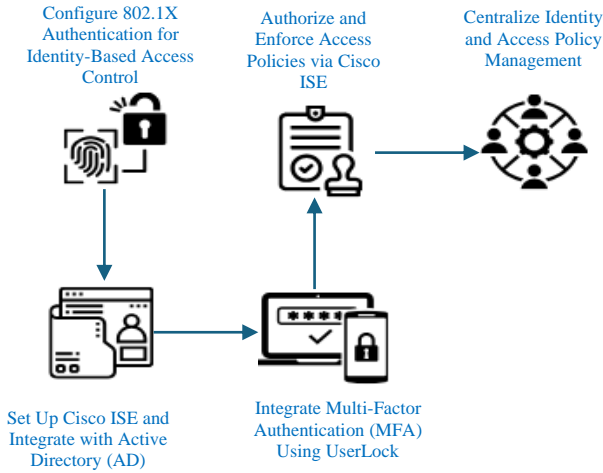 Configure 802.1X
Authentication for
Identity-Based Access
Control
Authorize and
Enforce Access
Policies via Cisco
ISE
Centralize Identity
and Access Policy
Management
Set Up Cisco ISE and
Integrate with Active
Directory (AD)
Integrate Multi-Factor
Authentication (MFA)
Using UserLock